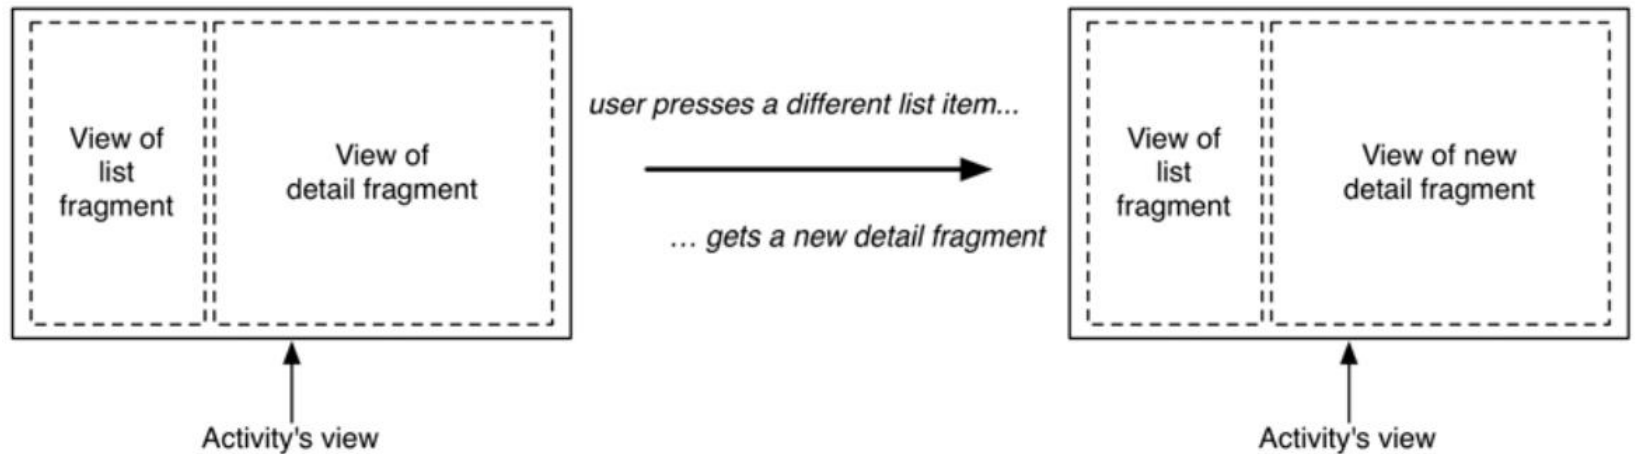 View of
list
fragment
View of
detail fragment
user presses a different list item...
... gets a new detail fragment
View of
list
fragment
View of new
detail fragment
Activity's view
Activity's view